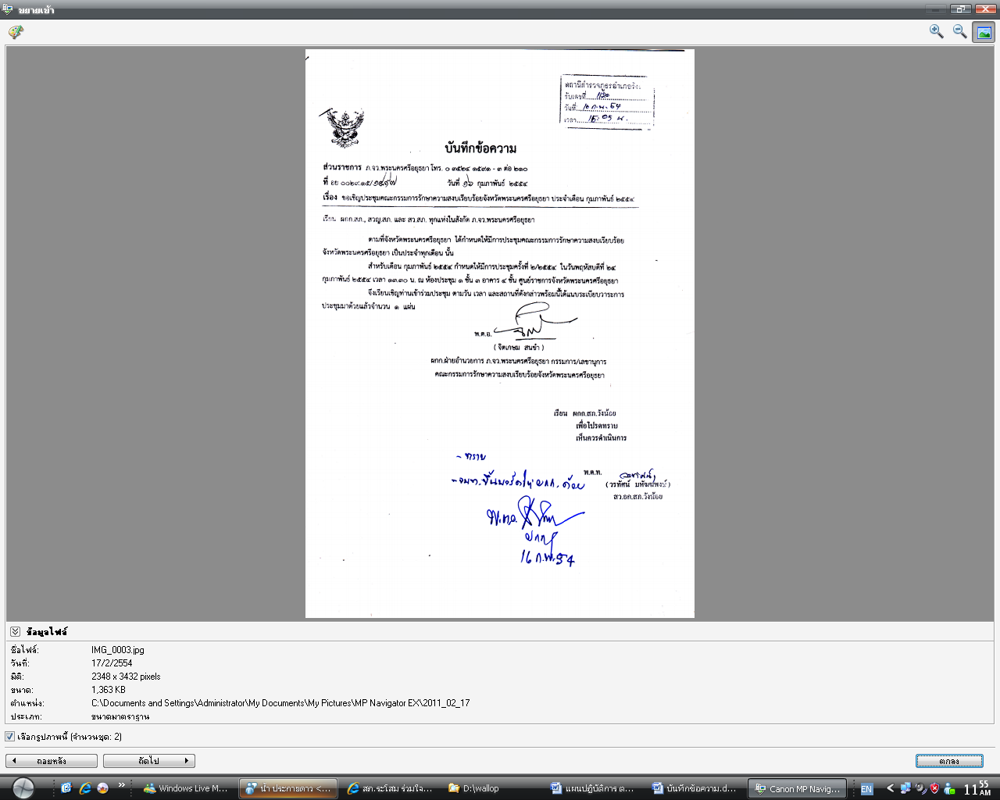 ขยายเข้า
สถานีตำรวจภูธรอำเภอวัง
รับเลขที่ 1120
วันที่ 16 ก.พ. 54
เวลา 15.05 น.
บันทึกข้อความ
ส่วนราชการ ภ.จว.พระนครศรีอยุธยา โทร. ๐ ๓๕๒๔ ๑๕๙๑ - ๓ ต่อ ๒๑๐
ที่ อย ๐๐๒๙.๑๕/ วันที่ ๑๖ กุมภาพันธ์ ๒๕๕๔
เรื่อง ขอเชิญประชุมคณะกรรมการรักษาความสงบเรียบร้อยจังหวัดพระนครศรีอยุธยา ประจำเดือน กุมภาพันธ์ ๒๕๕๔
เรียน ผกก.สภ., สวญ.สภ. และ สว.สภ. ทุกแห่งในสังกัด ภ.จว.พระนครศรีอยุธยา
ตามที่จังหวัดพระนครศรีอยุธยา ได้กำหนดให้มีการประชุมคณะกรรมการรักษาความสงบเรียบร้อย
จังหวัดพระนครศรีอยุธยา เป็นประจำทุกเดือน นั้น
สำหรับเดือน กุมภาพันธ์ ๒๕๕๔ กำหนดให้มีการประชุมครั้งที่ ๒/๒๕๕๔ ในวันพฤหัสบดีที่ ๒๔
กุมภาพันธ์ ๒๕๕๔ เวลา ๑๓.๓๐ น. ณ ห้องประชุม ๑ ชั้น ๓ อาคาร ๔ ชั้น ศูนย์ราชการจังหวัดพระนครศรีอยุธยา
จึงเรียนเชิญท่านเข้าร่วมประชุม ตามวัน เวลา และสถานที่ดังกล่าวพร้อมนี้ได้แนบระเบียบวาระการ
ประชุมมาด้วยแล้วจำนวน ๑ แผ่น
พ.ต.อ.
( จิตเกษม สนขำ )
ผกก.ฝ่ายอำนวยการ ภ.จว.พระนครศรีอยุธยา กรรมการ/เลขานุการ
คณะกรรมการรักษาความสงบเรียบร้อยจังหวัดพระนครศรีอยุธยา
เรียน ผกก.สภ.วังน้อย
เพื่อโปรดทราบ
เห็นควรดำเนินการ
- ทราบ
พ.ต.ท.
( วรทัศน์ มหัฆฆพงษ์ )
สว.อก.สภ.วังน้อย
พ.ต.อ.
ผกก.
16 ก.พ. 54
ข้อมูลไฟล์
ชื่อไฟล์: IMG_0003.jpg
วันที่: 17/2/2554
มิติ: 2348 x 3432 pixels
ขนาด: 1,363 KB
ตำแหน่ง: C:\Documents and Settings\Administrator\My Documents\My Pictures\MP Navigator EX\2011_02_17
ประเภท: ขนาดมาตราฐาน
เลือกรูปภาพนี้ (จำนวนชุด: 2)
ถอยหลัง ถัดไป ตกลง
Windows Live M... น้ำ ประกายดาว <... สภ.ระโสม ร่วมใจ... D:\wallop แผนปฏิบัติการ ต... บันทึกข้อความ.d... Canon MP Navig... EN 11 55 AM